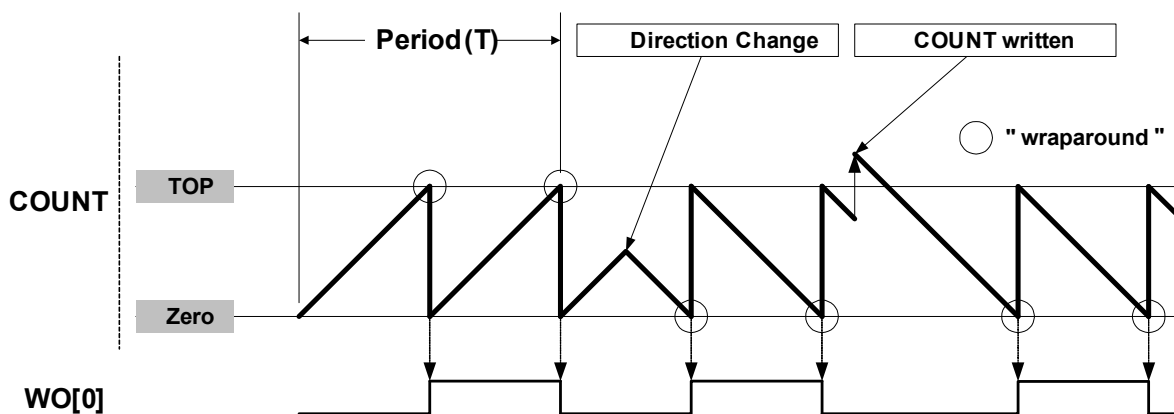 Period (T)
Direction Change
COUNT written
" wraparound "
TOP
COUNT
Zero
WO[0]